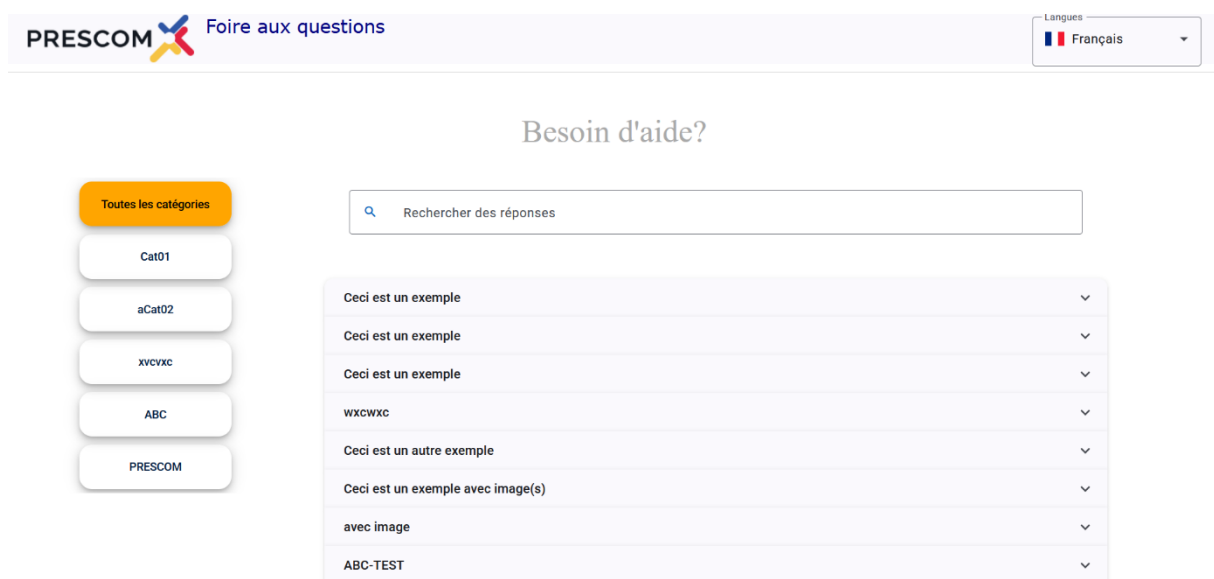 PRESCOM
Foire aux questions
Langues
Français
Besoin d'aide?
Toutes les catégories
Cat01
aCat02
xvcvxc
ABC
PRESCOM
Rechercher des réponses
Ceci est un exemple
Ceci est un exemple
Ceci est un exemple
wxcwxc
Ceci est un autre exemple
Ceci est un exemple avec image(s)
avec image
ABC-TEST